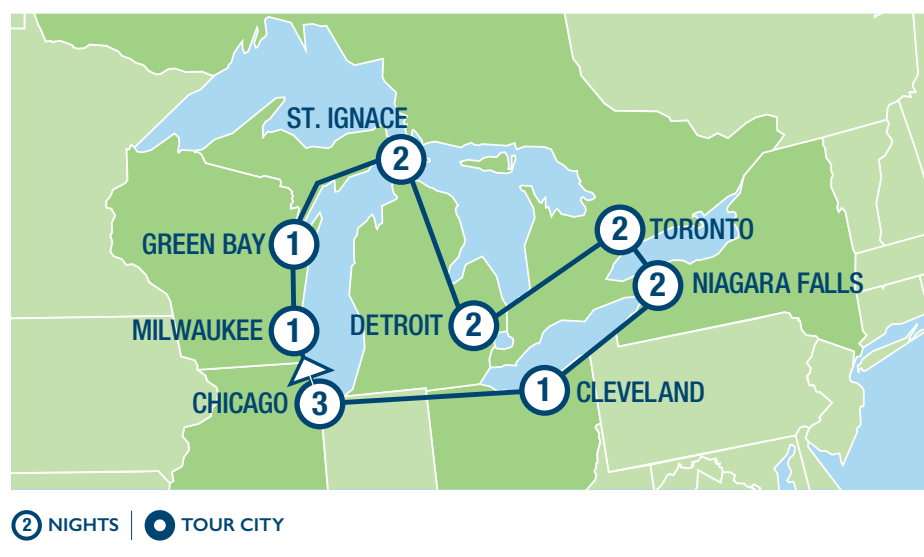 ST. IGNACE
2
GREEN BAY 1
2 TORONTO
2 NIAGARA FALLS
MILWAUKEE 1
DETROIT 2
CHICAGO 3
1 CLEVELAND
2 NIGHTS | TOUR CITY